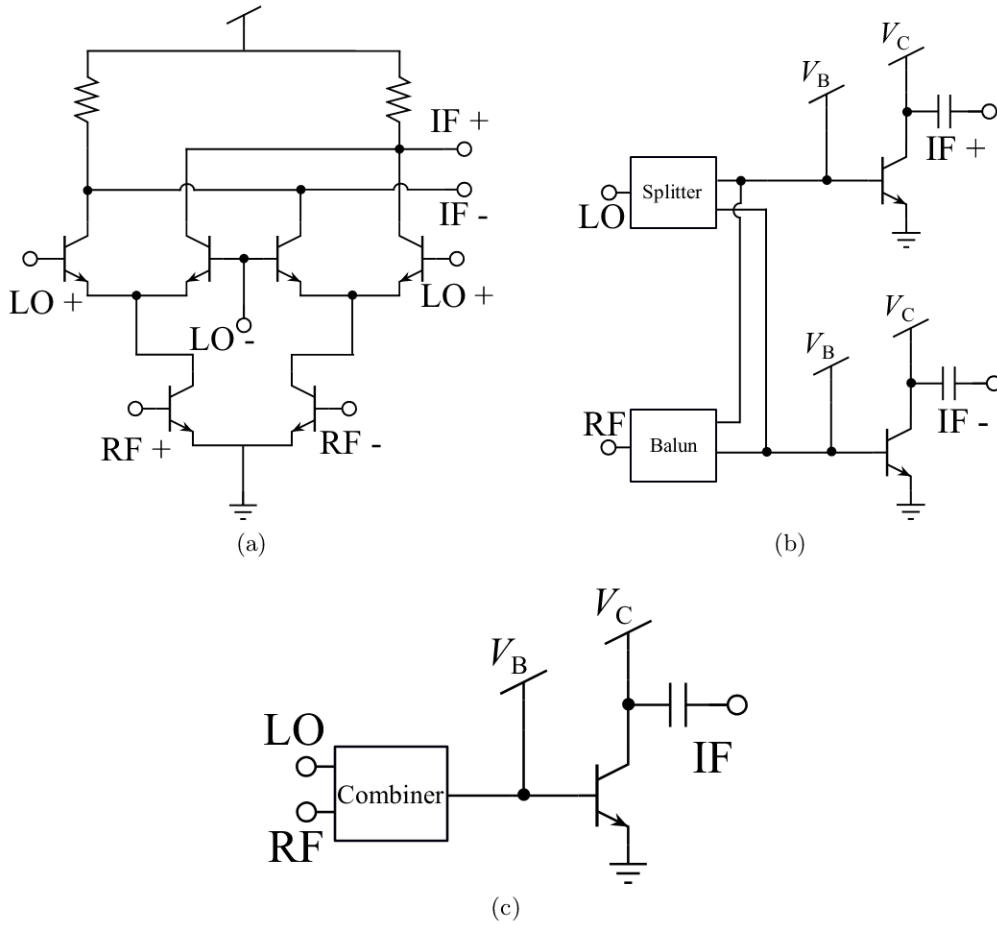 IF +
IF -
LO +
LO -
LO +
RF +
RF -
(a)
V_C
V_B
IF +
Splitter
LO
V_C
V_B
RF
Balun
IF -
(b)
V_C
V_B
LO
Combiner
IF
RF
(c)